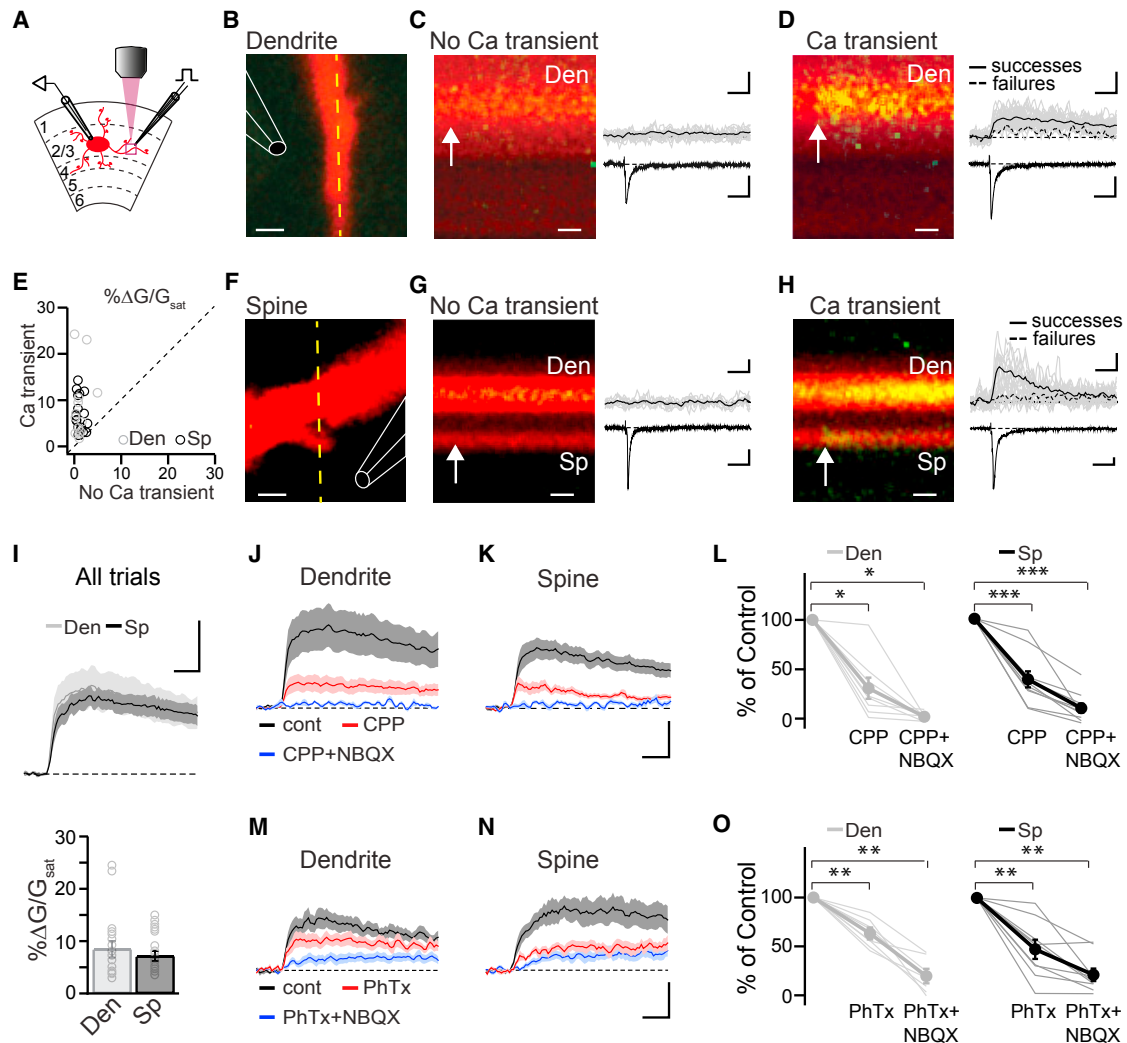 A
1
2/3
4
5
6
B
Dendrite
C
No Ca transient
Den
D
Ca transient
Den
successes
failures
E
%ΔG/Gsat
Ca transient
30
20
10
0
Den Sp
0 10 20 30
No Ca transient
F
Spine
G
No Ca transient
Den
Sp
H
Ca transient
Den
Sp
successes
failures
I
All trials
Den Sp
%ΔG/Gsat
30
20
10
0
Den
Sp
J
Dendrite
cont CPP
CPP+NBQX
K
Spine
L
Den
Sp
% of Control
100
50
0
*
*
***
***
CPP
CPP+
NBQX
CPP
CPP+
NBQX
M
Dendrite
cont PhTx
PhTx+NBQX
N
Spine
O
Den
Sp
% of Control
100
50
0
**
**
**
**
PhTx
PhTx+
NBQX
PhTx
PhTx+
NBQX